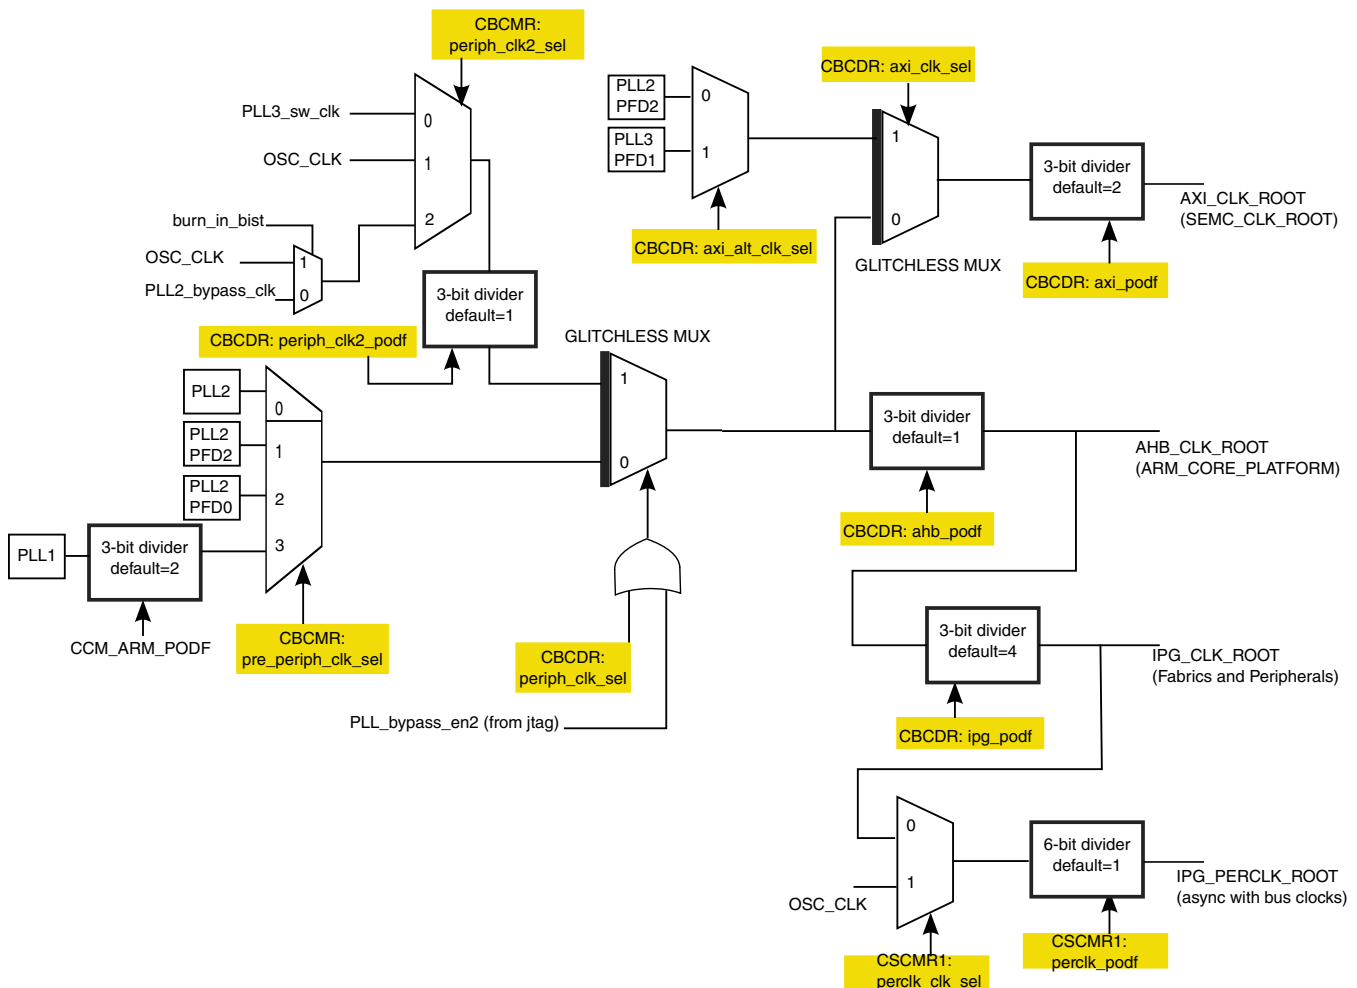 CBCMR:
periph_clk2_sel
PLL3_sw_clk
0
OSC_CLK
1
2
burn_in_bist
OSC_CLK
1
PLL2_bypass_clk
0
3-bit divider
default=1
CBCDR: periph_clk2_podf
PLL2
PFD2
0
PLL3
PFD1
1
CBCDR: axi_alt_clk_sel
CBCDR: axi_clk_sel
1
0
GLITCHLESS MUX
3-bit divider
default=2
AXI_CLK_ROOT
(SEMC_CLK_ROOT)
CBCDR: axi_podf
GLITCHLESS MUX
1
0
PLL2
0
PLL2
PFD2
1
PLL2
PFD0
2
3
PLL1
3-bit divider
default=2
CCM_ARM_PODF
CBCMR:
pre_periph_clk_sel
CBCDR:
periph_clk_sel
PLL_bypass_en2 (from jtag)
3-bit divider
default=1
AHB_CLK_ROOT
(ARM_CORE_PLATFORM)
CBCDR: ahb_podf
3-bit divider
default=4
IPG_CLK_ROOT
(Fabrics and Peripherals)
CBCDR: ipg_podf
0
1
OSC_CLK
6-bit divider
default=1
IPG_PERCLK_ROOT
(async with bus clocks)
CSCMR1:
perclk_clk_sel
CSCMR1:
perclk_podf